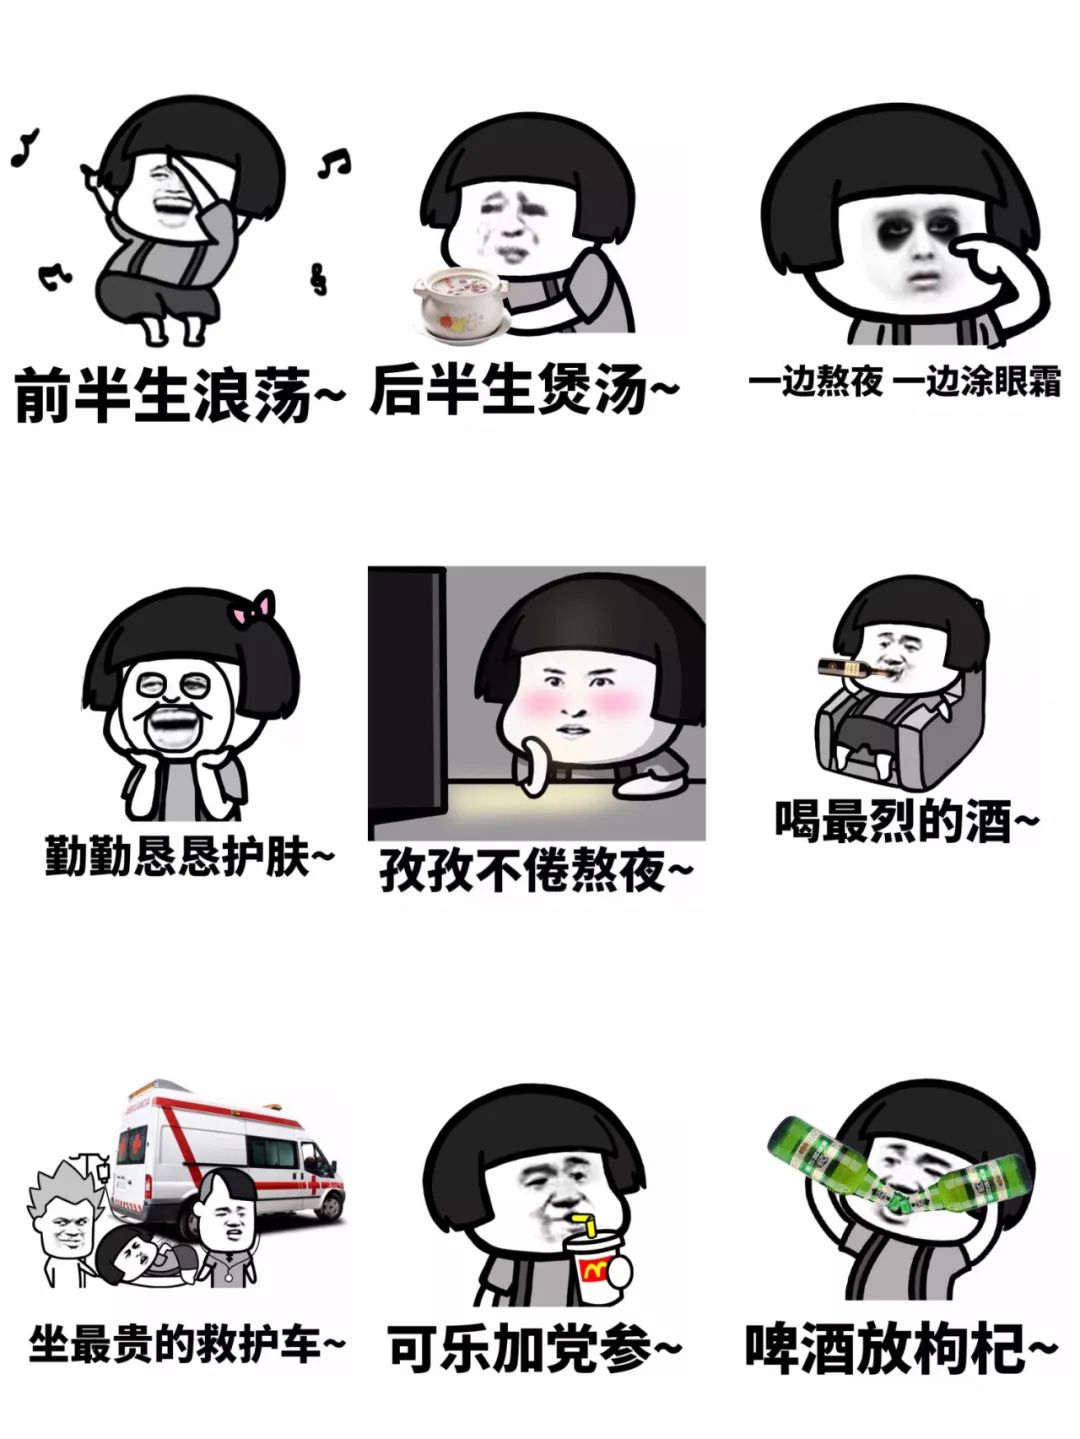 前半生浪荡~
后半生煲汤~
一边熬夜 一边涂眼霜
勤勤恳恳护肤~
孜孜不倦熬夜~
喝最烈的酒~
坐最贵的救护车~
可乐加党参~
啤酒放枸杞~